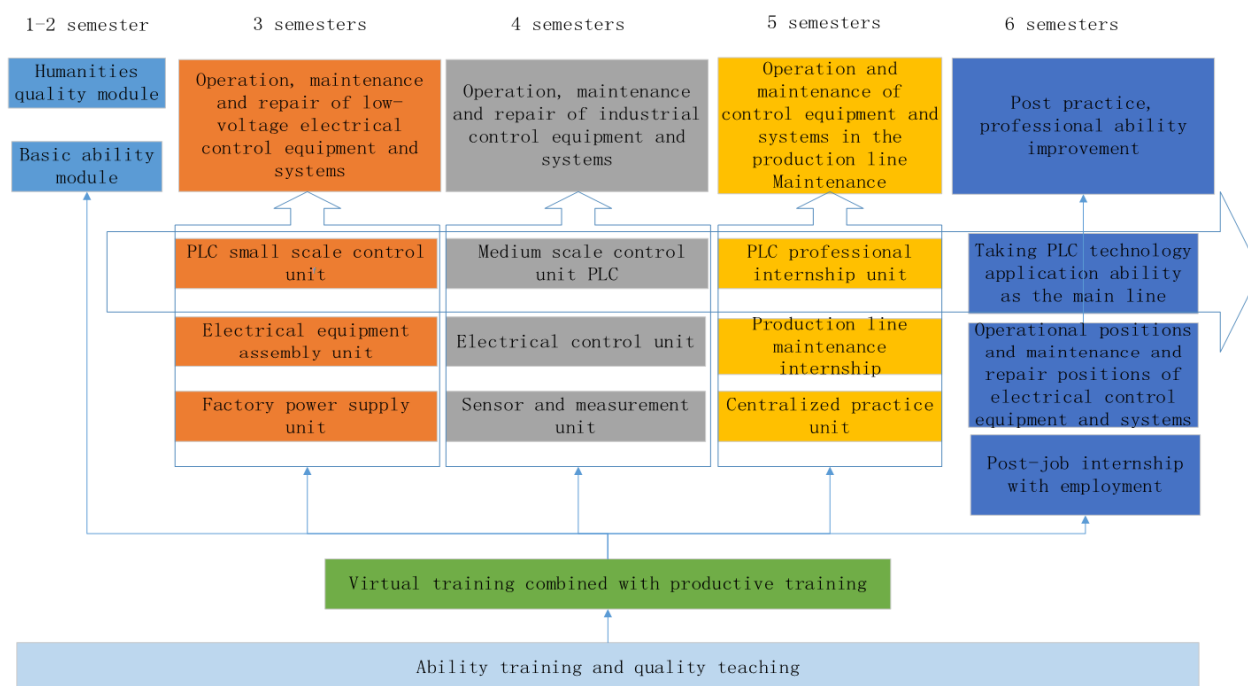 1-2 semester
3 semesters
4 semesters
5 semesters
6 semesters
Humanities
quality module
Basic ability
module
Operation, maintenance
and repair of low-
voltage electrical
control equipment and
systems
Operation, maintenance
and repair of industrial
control equipment and
systems
Operation and
maintenance of
control equipment and
systems in the
production line
Maintenance
Post practice,
professional ability
improvement
PLC small scale control
unit
Medium scale control
unit PLC
PLC professional
internship unit
Taking PLC technology
application ability
as the main line
Electrical equipment
assembly unit
Electrical control unit
Production line
maintenance
internship
Operational positions
and maintenance and
repair positions of
electrical control
equipment and systems
Factory power supply
unit
Sensor and measurement
unit
Centralized practice
unit
Post-job internship
with employment
Virtual training combined with productive training
Ability training and quality teaching